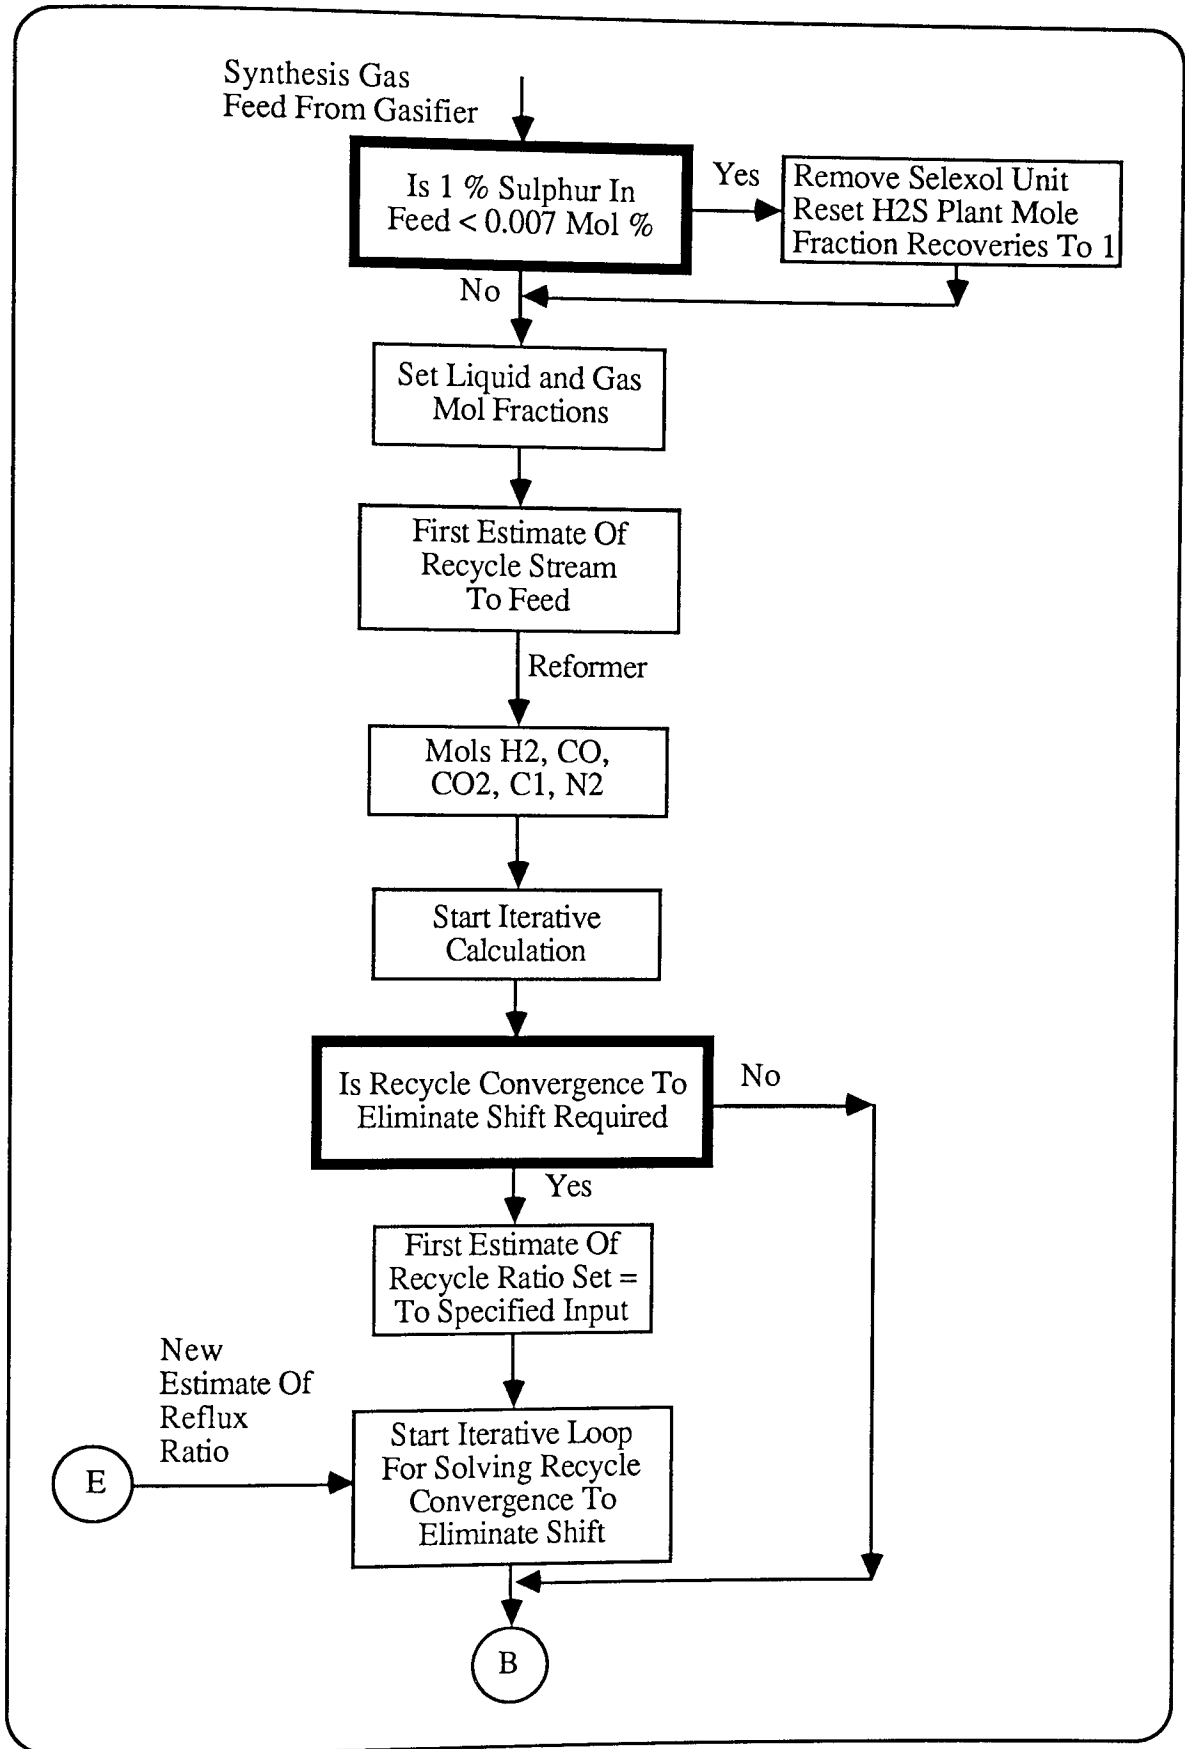 Synthesis Gas
Feed From Gasifier
Is 1 % Sulphur In
Feed < 0.007 Mol %
Yes
Remove Selexol Unit
Reset H2S Plant Mole
Fraction Recoveries To 1
No
Set Liquid and Gas
Mol Fractions
First Estimate Of
Recycle Stream
To Feed
Reformer
Mols H2, CO,
CO2, C1, N2
Start Iterative
Calculation
Is Recycle Convergence To
Eliminate Shift Required
No
Yes
First Estimate Of
Recycle Ratio Set =
To Specified Input
New
Estimate Of
Reflux
Ratio
E
Start Iterative Loop
For Solving Recycle
Convergence To
Eliminate Shift
B